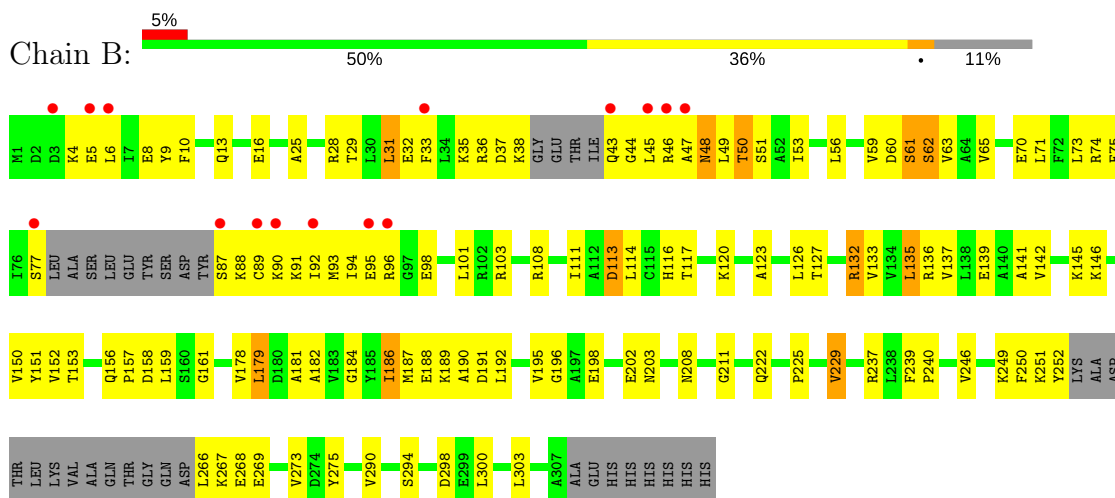 5%
Chain B:
50% 36% • 11%
M1 D2 D3 K4 E5 L6 I7 E8 Y9 F10 Q13 E16 A25 R28 T29 L30 L31 E32 F33 L34 K35 R36 D37 K38 GLY GLU THR ILE Q43 G44 L45 R46 A47 N48 L49 T50 S51 A52 I53 L56 V59 D60 S61 S62 V63 A64 V65 E70 L71 F72 L73 R74 E75
I76 S77 LEU ALA SER LEU GLU TYR SER ASP TYR S87 K88 C89 K90 K91 I92 M93 I94 E95 R96 G97 E98 L101 R102 R103 R108 I111 A112 D113 L114 C115 H116 T117 K120 A123 L126 T127 R132 V133 V134 L135 R136 V137 L138 E139 A140 A141 V142 K145 K146
V150 Y151 V152 T153 Q156 P157 D158 L159 S160 G161 V178 L179 D180 A181 A182 V183 G184 Y185 I186 M187 E188 K189 A190 D191 L192 V195 G196 A197 E198 E202 N203 N208 G211 Q222 P225 V229 R237 L238 F239 P240 V246 K249 F250 K251 Y252 LYS ALA ASP
THR LEU LYS VAL ALA GLN THR GLY GLN ASP L266 K267 E268 E269 V273 D274 Y275 V290 S294 D298 E299 L300 L303 A307 ALA GLU HIS HIS HIS HIS HIS HIS